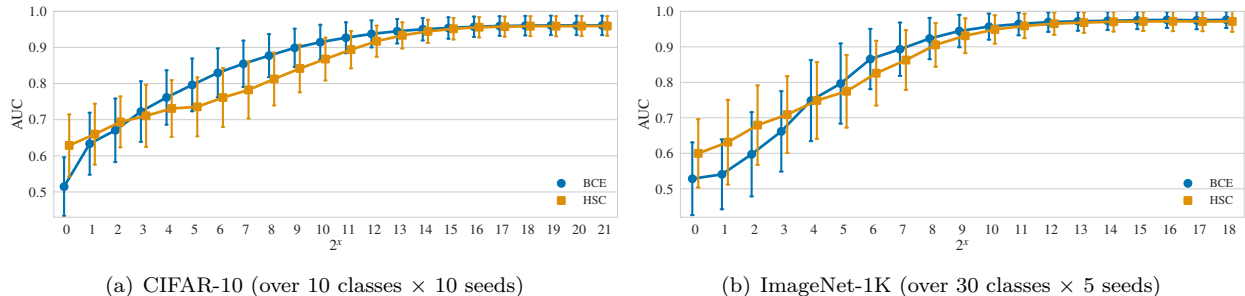 1.0
0.9
0.8
0.7
0.6
0.5
AUC
BCE
HSC
0 1 2 3 4 5 6 7 8 9 10 11 12 13 14 15 16 17 18 19 20 21
2^x
(a) CIFAR-10 (over 10 classes × 10 seeds)
1.0
0.9
0.8
0.7
0.6
0.5
AUC
BCE
HSC
0 1 2 3 4 5 6 7 8 9 10 11 12 13 14 15 16 17 18
2^x
(b) ImageNet-1K (over 30 classes × 5 seeds)